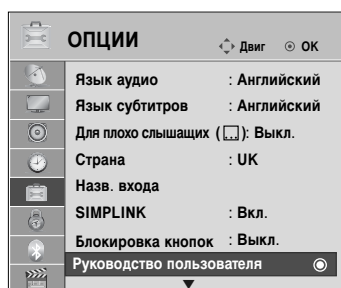 ОПЦИИ Двиг ОК
Язык аудио : Английский
Язык субтитров : Английский
Для плохо слышащих ( ): Выкл.
Страна : UK
Назв. входа
SIMPLINK : Вкл.
Блокировка кнопок : Выкл.
Руководство пользователя